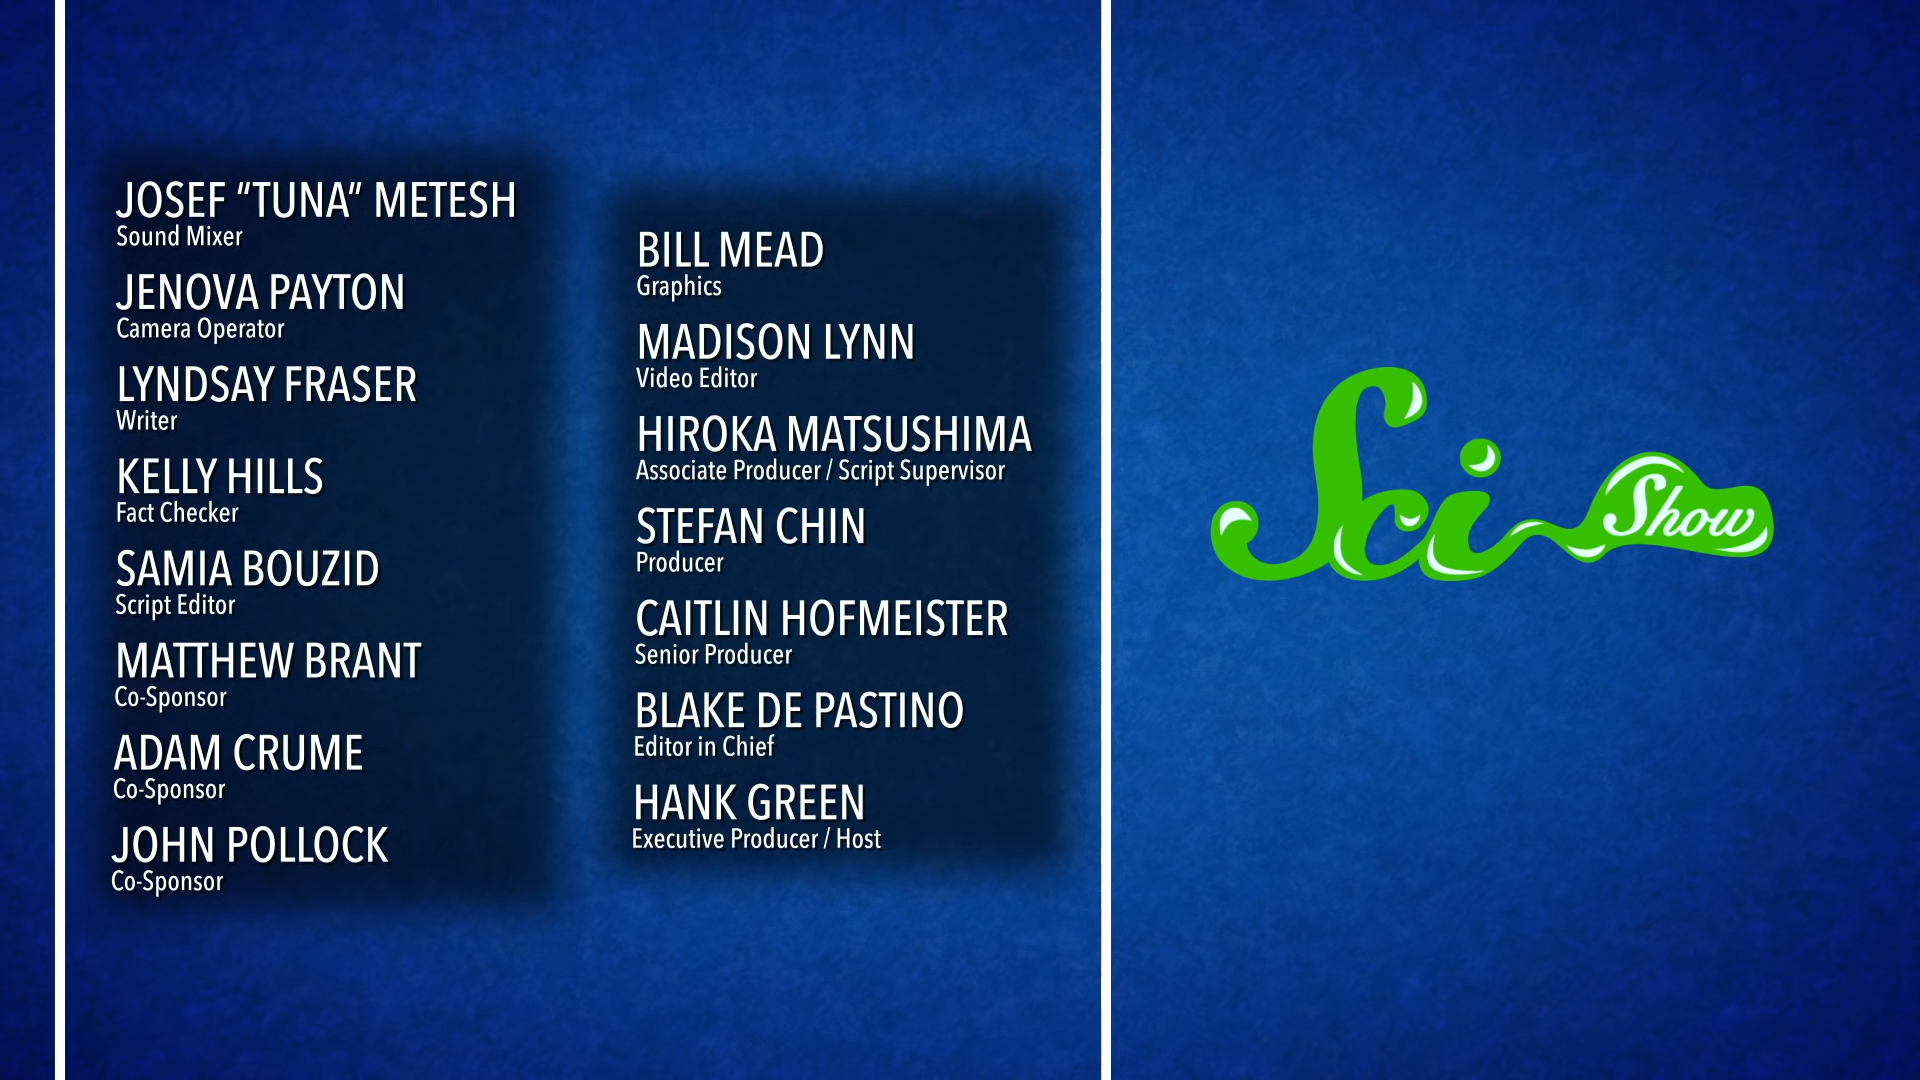 JOSEF “TUNA” METESH
Sound Mixer
JENOVA PAYTON
Camera Operator
LYNDSAY FRASER
Writer
KELLY HILLS
Fact Checker
SAMIA BOUZID
Script Editor
MATTHEW BRANT
Co-Sponsor
ADAM CRUME
Co-Sponsor
JOHN POLLOCK
Co-Sponsor
BILL MEAD
Graphics
MADISON LYNN
Video Editor
HIROKA MATSUSHIMA
Associate Producer / Script Supervisor
STEFAN CHIN
Producer
CAITLIN HOFMEISTER
Senior Producer
BLAKE DE PASTINO
Editor in Chief
HANK GREEN
Executive Producer / Host
Sci Show